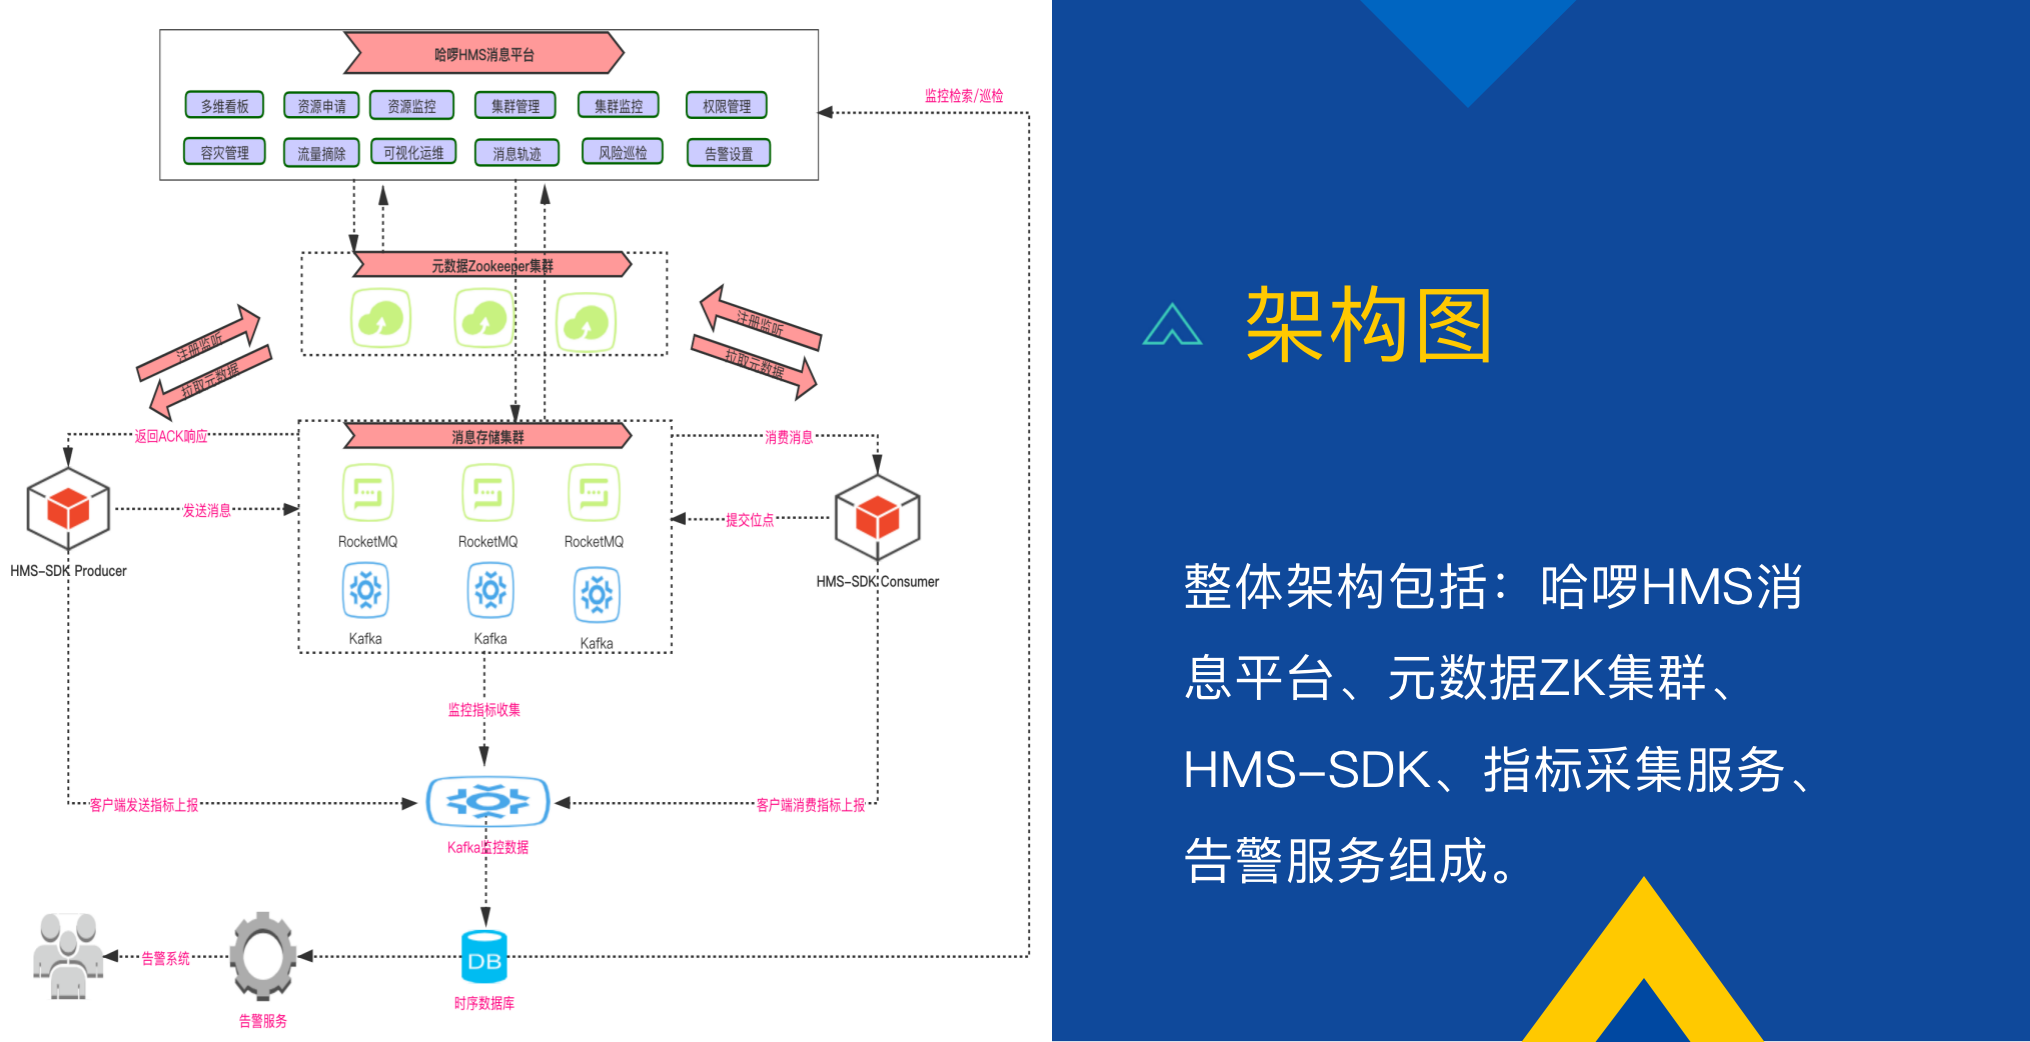 哈啰HMS消息平台
多维看板
资源申请
资源监控
集群管理
集群监控
权限管理
容灾管理
流量摘除
可视化运维
消息轨迹
风险巡检
告警设置
监控检索/巡检
元数据Zookeeper集群
注册监听
拉取元数据
注册监听
拉取元数据
返回ACK响应
消息存储集群
消费消息
发送消息
提交位点
RocketMQ
RocketMQ
RocketMQ
HMS-SDK Producer
HMS-SDK Consumer
Kafka
Kafka
Kafka
监控指标收集
客户端发送指标上报
客户端消费指标上报
Kafka监控数据
告警系统
DB
时序数据库
告警服务
架构图
整体架构包括：哈啰HMS消
息平台、元数据ZK集群、
HMS-SDK、指标采集服务、
告警服务组成。